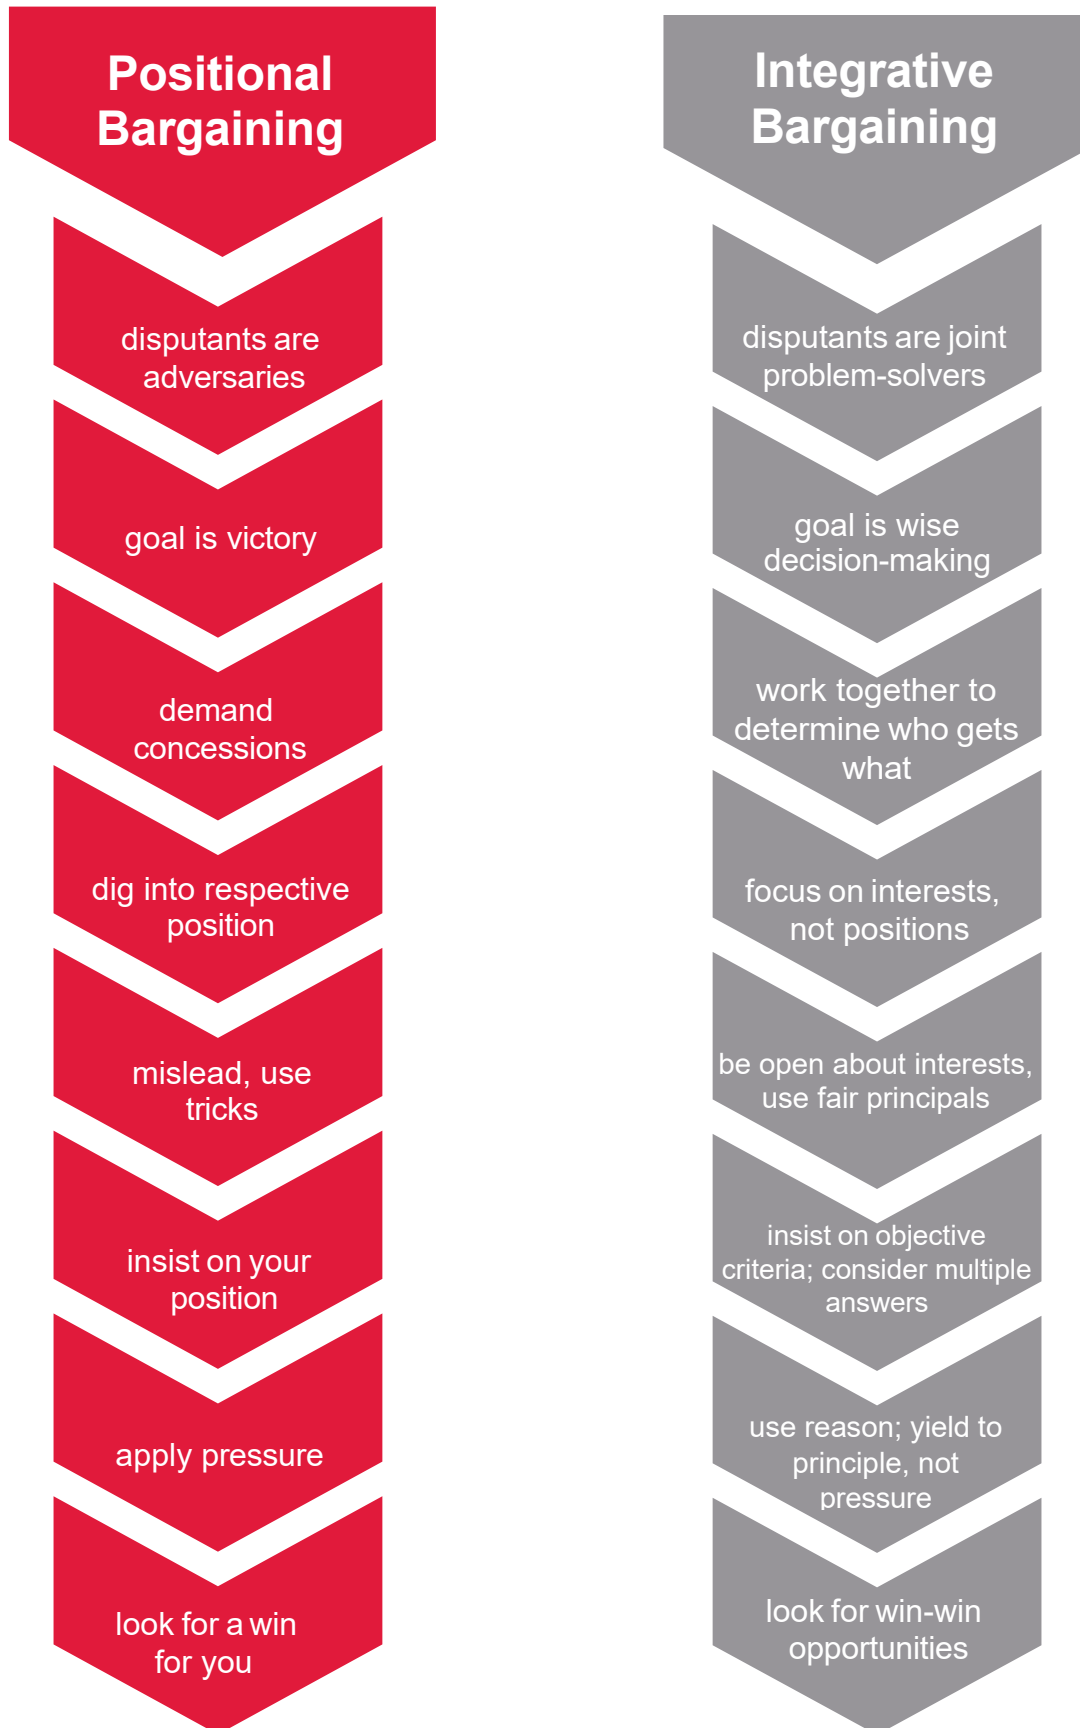 Positional
Bargaining
disputants are
adversaries
goal is victory
demand
concessions
dig into respective
position
mislead, use
tricks
insist on your
position
apply pressure
look for a win
for you
Integrative
Bargaining
disputants are joint
problem-solvers
goal is wise
decision-making
work together to
determine who gets
what
focus on interests,
not positions
be open about interests,
use fair principals
insist on objective
criteria; consider multiple
answers
use reason; yield to
principle, not
pressure
look for win-win
opportunities